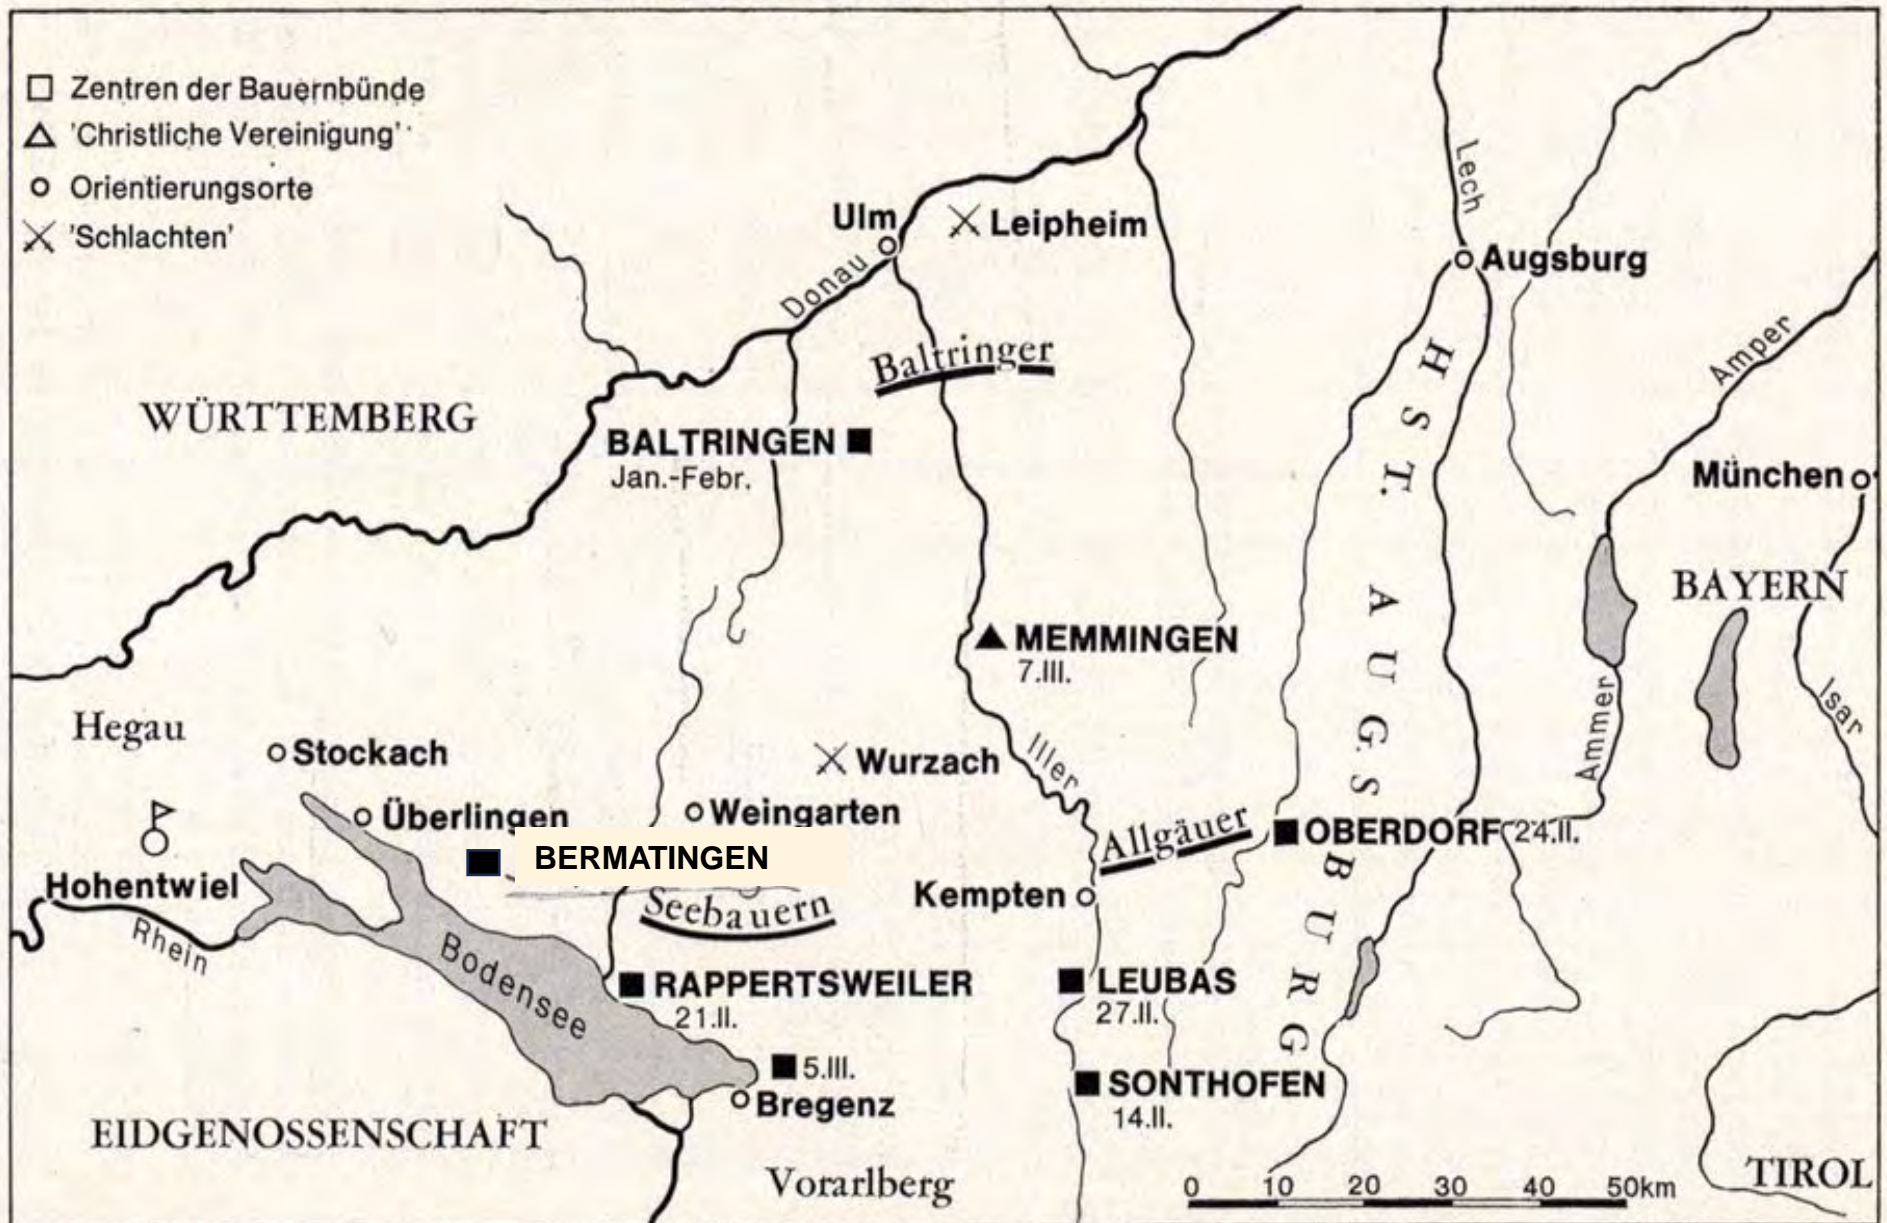 Zentren der Bauernbünde
'Christliche Vereinigung'
Orientierungsorte
'Schlachten'
Ulm
Leipheim
Lech
Augsburg
Donau
Baltringer
Amper
WÜRTTEMBERG
BALTRINGEN
Jan.-Febr.
München
HST. AUGSBURG
BAYERN
MEMMINGEN
7.III.
Hegau
Stockach
Wurzach
Iller
Ammer
Isar
Überlingen
Weingarten
Allgäuer
OBERDORF 24.II.
BERMATINGEN
Hohentwiel
Kempten
Seebauern
Rhein
Bodensee
RAPPERTSWEILER
21.II.
LEUBAS
27.II.
5.III.
Bregenz
SONTHOFEN
14.II.
EIDGENOSSENSCHAFT
Vorarlberg
TIROL
0 10 20 30 40 50km